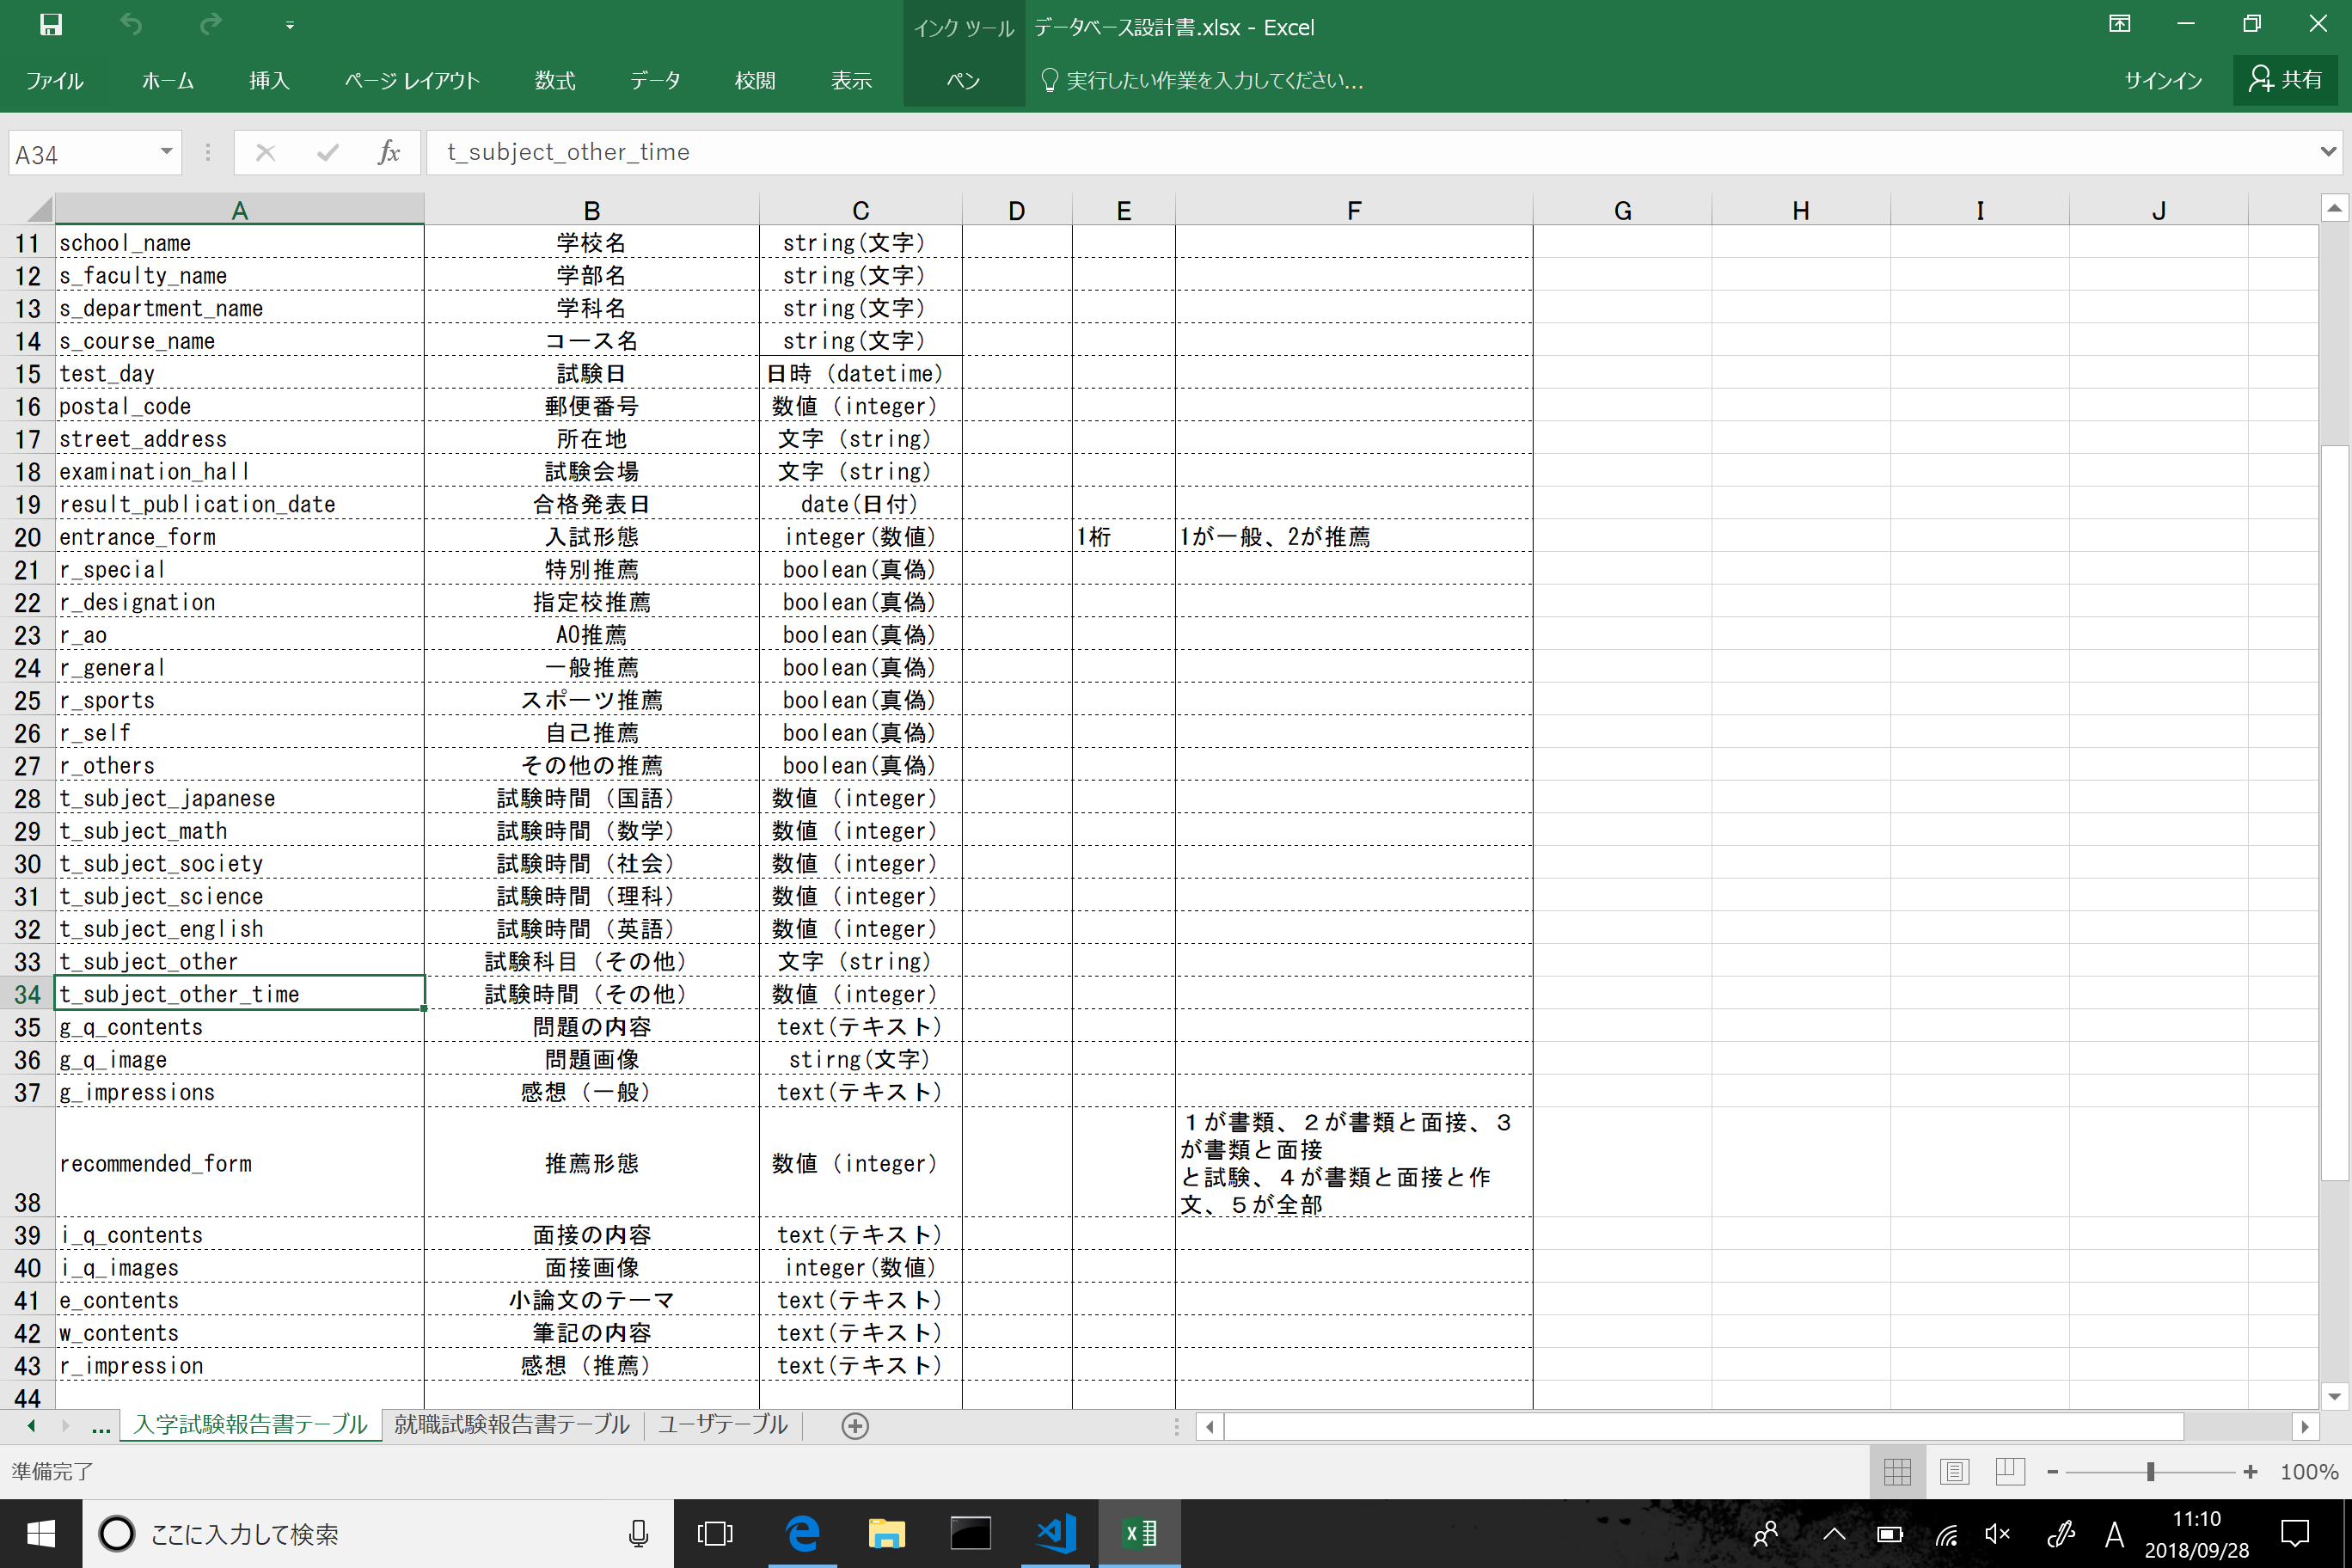 インク ツール データベース設計書.xlsx - Excel
ファイル ホーム 挿入 ページ レイアウト 数式 データ 校閲 表示 ペン 実行したい作業を入力してください... サインイン 共有
A34 fx t_subject_other_time
A B C D E F G H I J
11 school_name 学校名 string(文字)
12 s_faculty_name 学部名 string(文字)
13 s_department_name 学科名 string(文字)
14 s_course_name コース名 string(文字)
15 test_day 試験日 日時（datetime）
16 postal_code 郵便番号 数値（integer）
17 street_address 所在地 文字（string）
18 examination_hall 試験会場 文字（string）
19 result_publication_date 合格発表日 date(日付)
20 entrance_form 入試形態 integer(数値) 1桁 1が一般、2が推薦
21 r_special 特別推薦 boolean(真偽)
22 r_designation 指定校推薦 boolean(真偽)
23 r_ao AO推薦 boolean(真偽)
24 r_general 一般推薦 boolean(真偽)
25 r_sports スポーツ推薦 boolean(真偽)
26 r_self 自己推薦 boolean(真偽)
27 r_others その他の推薦 boolean(真偽)
28 t_subject_japanese 試験時間（国語） 数値（integer）
29 t_subject_math 試験時間（数学） 数値（integer）
30 t_subject_society 試験時間（社会） 数値（integer）
31 t_subject_science 試験時間（理科） 数値（integer）
32 t_subject_english 試験時間（英語） 数値（integer）
33 t_subject_other 試験科目（その他） 文字（string）
34 t_subject_other_time 試験時間（その他） 数値（integer）
35 g_q_contents 問題の内容 text(テキスト)
36 g_q_image 問題画像 stirng(文字)
37 g_impressions 感想（一般） text(テキスト)
38 recommended_form 推薦形態 数値（integer） １が書類、２が書類と面接、３
が書類と面接
と試験、４が書類と面接と作
文、５が全部
39 i_q_contents 面接の内容 text(テキスト)
40 i_q_images 面接画像 integer(数値)
41 e_contents 小論文のテーマ text(テキスト)
42 w_contents 筆記の内容 text(テキスト)
43 r_impression 感想（推薦） text(テキスト)
44
... 入学試験報告書テーブル 就職試験報告書テーブル ユーザテーブル
準備完了 100%
ここに入力して検索 A 11:10
2018/09/28